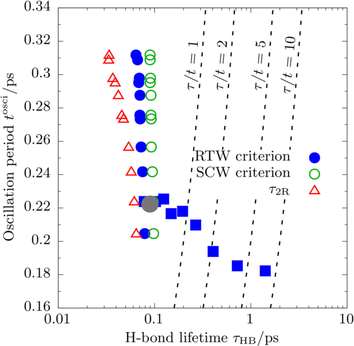 0.34
0.32
0.3
0.28
0.26
0.24
0.22
0.2
0.18
0.16
Oscillation period t^osci/ps
τ/t = 1
τ/t = 2
τ/t = 5
τ/t = 10
RTW criterion
SCW criterion
τ2R
0.01
0.1
1
10
H-bond lifetime τHB/ps